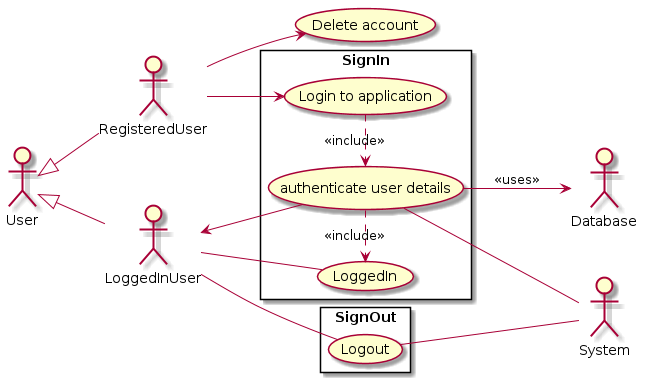 Delete account
SignIn
Login to application
RegisteredUser
«include»
authenticate user details
«uses»
User
Database
«include»
LoggedInUser
LoggedIn
SignOut
Logout
System